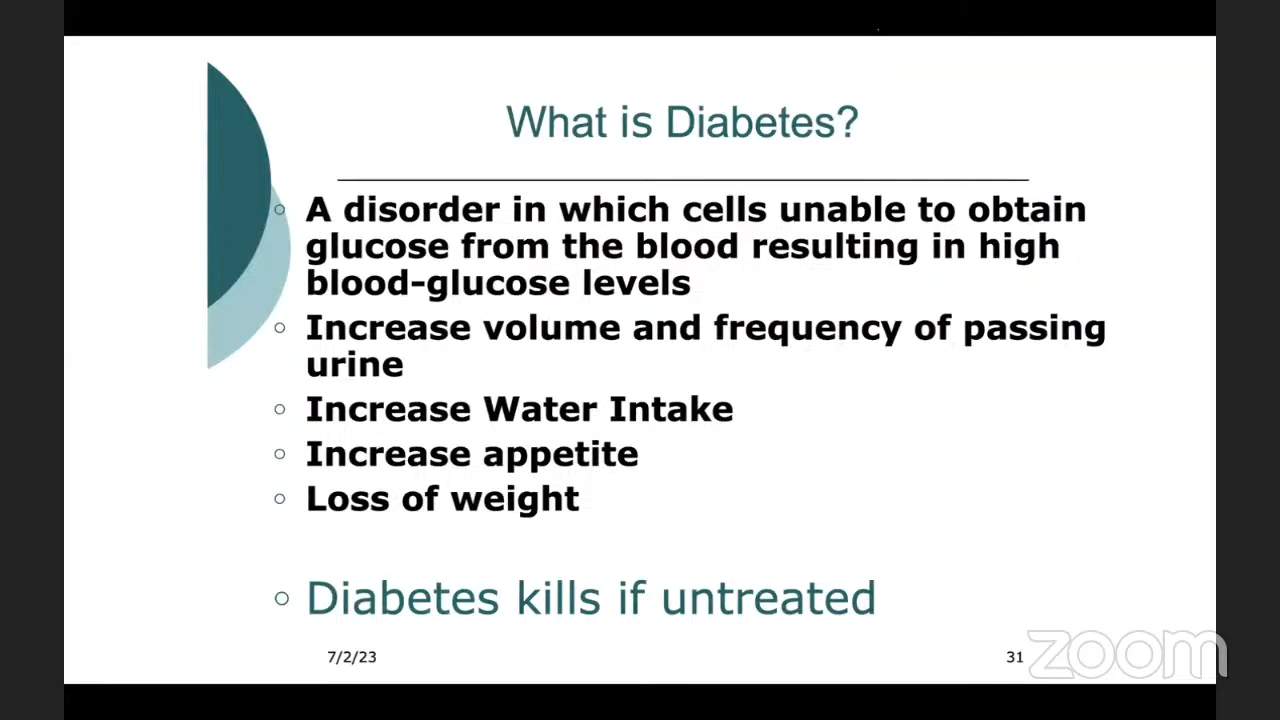 What is Diabetes?
A disorder in which cells unable to obtain
glucose from the blood resulting in high
blood-glucose levels
Increase volume and frequency of passing
urine
Increase Water Intake
Increase appetite
Loss of weight
Diabetes kills if untreated
7/2/23
31
zoom